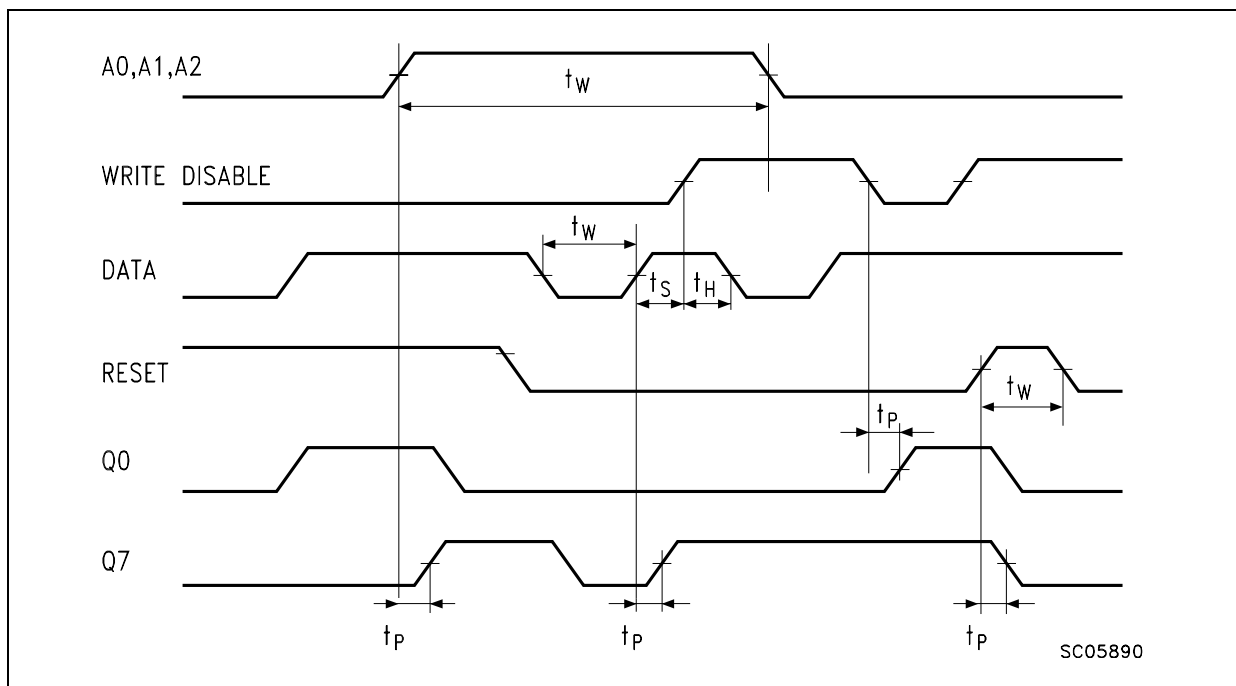 A0,A1,A2
tW
WRITE DISABLE
tW
DATA
tS
tH
RESET
tW
tP
Q0
Q7
tP
tP
tP
SC05890